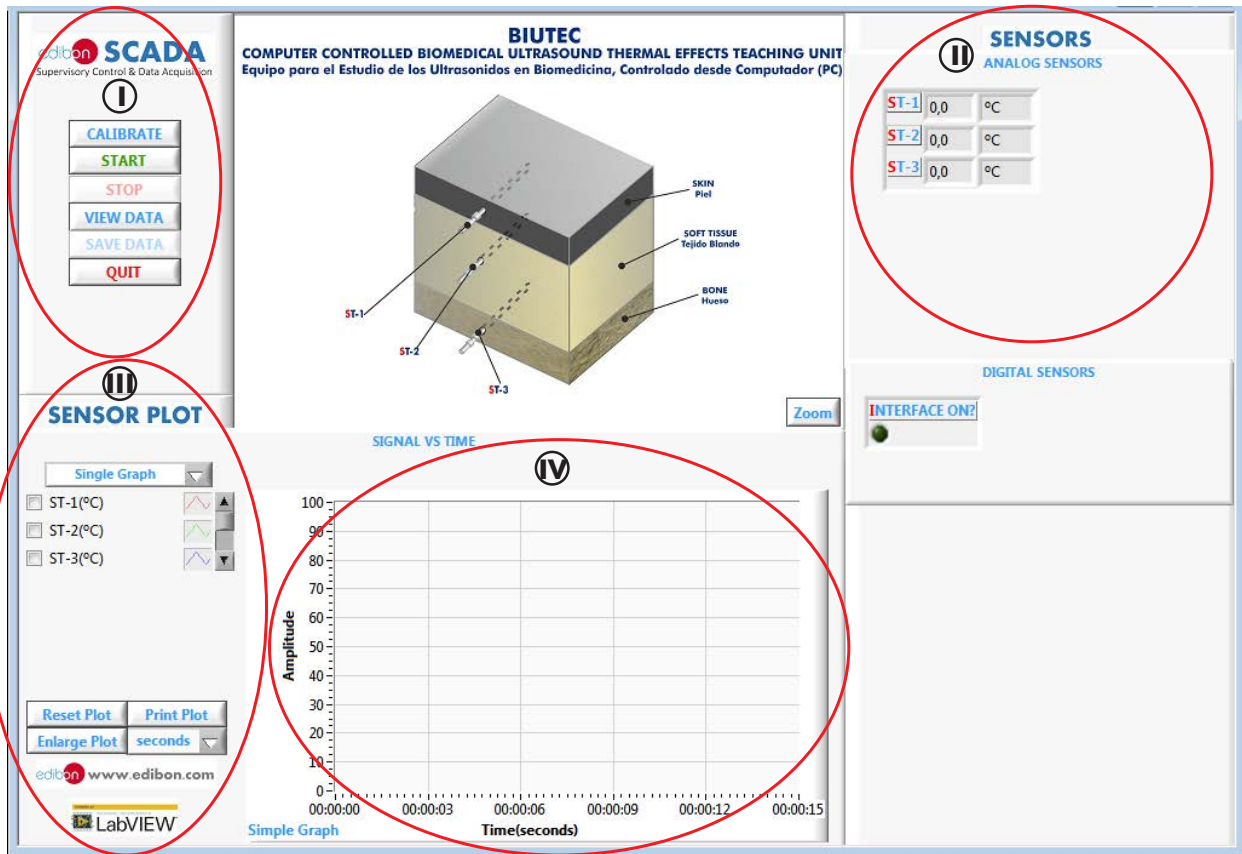 edibon SCADA
Supervisory Control & Data Acquisition
I
CALIBRATE
START
STOP
VIEW DATA
SAVE DATA
QUIT
BIUTEC
COMPUTER CONTROLLED BIOMEDICAL ULTRASOUND THERMAL EFFECTS TEACHING UNIT
Equipo para el Estudio de los Ultrasonidos en Biomedicina, Controlado desde Computador (PC)
SKIN
Piel
SOFT TISSUE
Tejido Blando
BONE
Hueso
ST-1
ST-2
ST-3
Zoom
SENSORS
II
ANALOG SENSORS
ST-1 0,0 ºC
ST-2 0,0 ºC
ST-3 0,0 ºC
DIGITAL SENSORS
INTERFACE ON?
III
SENSOR PLOT
Single Graph
ST-1(ºC)
ST-2(ºC)
ST-3(ºC)
Reset Plot Print Plot
Enlarge Plot seconds
edibon www.edibon.com
LabVIEW
SIGNAL VS TIME
IV
100
90
80
70
60
50
40
30
20
10
0
Amplitude
00:00:00 00:00:03 00:00:06 00:00:09 00:00:12 00:00:15
Simple Graph Time(seconds)